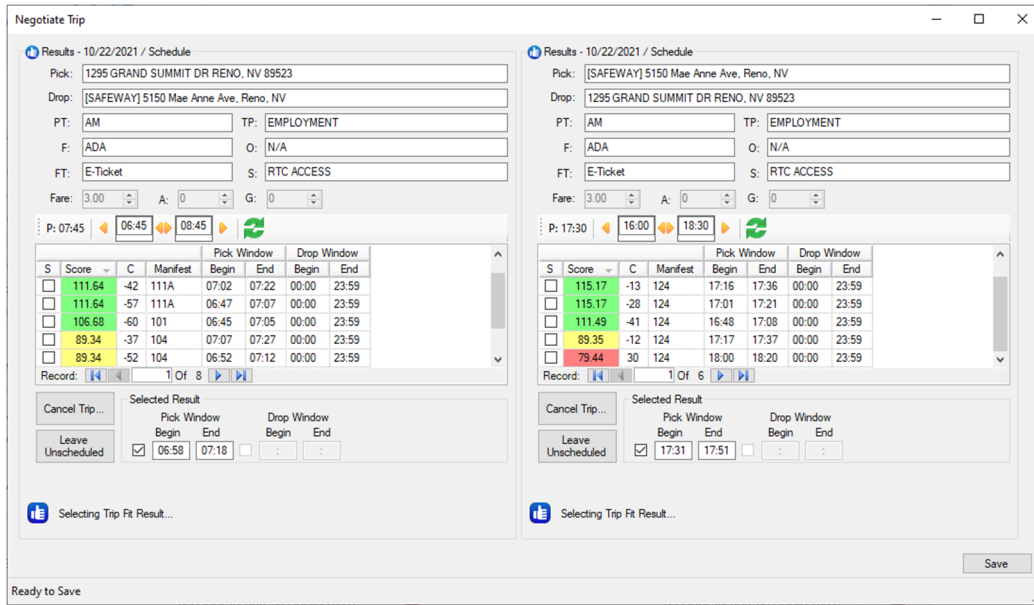 Negotiate Trip
Results - 10/22/2021 / Schedule
Pick: 1295 GRAND SUMMIT DR RENO, NV 89523
Drop: [SAFEWAY] 5150 Mae Anne Ave, Reno, NV
PT: AM TP: EMPLOYMENT
F: ADA O: N/A
FT: E-Ticket S: RTC ACCESS
Fare: 3.00 A: 0 G: 0
P: 07:45 06:45 08:45
Pick Window Drop Window
S Score C Manifest Begin End Begin End
111.64 -42 111A 07:02 07:22 00:00 23:59
111.64 -57 111A 06:47 07:07 00:00 23:59
106.68 -60 101 06:45 07:05 00:00 23:59
89.34 -37 104 07:07 07:27 00:00 23:59
89.34 -52 104 06:52 07:12 00:00 23:59
Record: 1 Of 8
Cancel Trip...
Leave Unscheduled
Selected Result
Pick Window Drop Window
Begin End Begin End
06:58 07:18 : :
Selecting Trip Fit Result...
Results - 10/22/2021 / Schedule
Pick: [SAFEWAY] 5150 Mae Anne Ave, Reno, NV
Drop: 1295 GRAND SUMMIT DR RENO, NV 89523
PT: AM TP: EMPLOYMENT
F: ADA O: N/A
FT: E-Ticket S: RTC ACCESS
Fare: 3.00 A: 0 G: 0
P: 17:30 16:00 18:30
Pick Window Drop Window
S Score C Manifest Begin End Begin End
115.17 -13 124 17:16 17:36 00:00 23:59
115.17 -28 124 17:01 17:21 00:00 23:59
111.49 -41 124 16:48 17:08 00:00 23:59
89.35 -12 124 17:17 17:37 00:00 23:59
79.44 30 124 18:00 18:20 00:00 23:59
Record: 1 Of 6
Cancel Trip...
Leave Unscheduled
Selected Result
Pick Window Drop Window
Begin End Begin End
17:31 17:51 : :
Selecting Trip Fit Result...
Save
Ready to Save